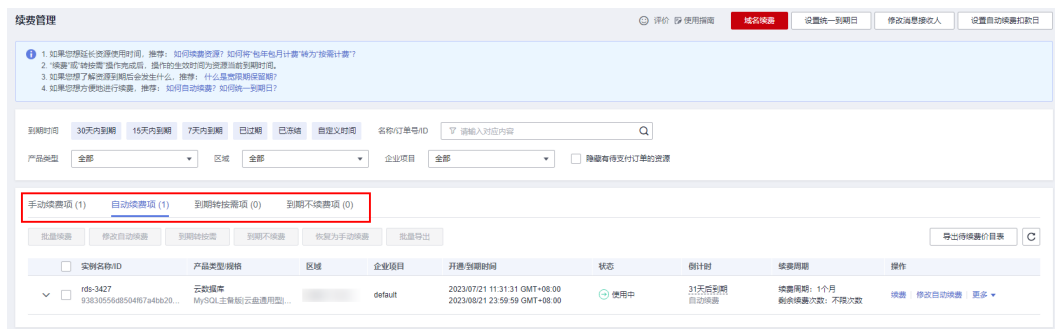 续费管理
评价 使用指南 域名续费 设置统一到期日 修改消息接收人 设置自动续费扣款日
1. 如果您想延长资源使用时间，推荐：如何续费资源？如何将“包年包月计费”转为“按需计费”？
2. “续费”或“转按需”操作完成后，操作的生效时间为资源当前到期时间。
3. 如果您想了解资源到期后会发生什么，推荐：什么是宽限期保留期？
4. 如果您想方便地进行续费，推荐：如何自动续费？如何统一到期日？
到期时间 30天内到期 15天内到期 7天内到期 已过期 已冻结 自定义时间 名称/订单号/ID 请输入对应内容
产品类型 全部 区域 全部 企业项目 全部 隐藏有待支付订单的资源
手动续费项 (1) 自动续费项 (1) 到期转按需项 (0) 到期不续费项 (0)
批量续费 修改自动续费 到期转按需 到期不续费 恢复为手动续费 批量导出 导出待续费价目表
实例名称/ID 产品类型/规格 区域 企业项目 开通/到期时间 状态 倒计时 续费周期 操作
rds-3427 云数据库 default 2023/07/21 11:31:31 GMT+08:00 使用中 31天后到期 续费周期：1个月 续费 修改自动续费 更多
93830556d8504f67a4bb20... MySQL主备版|云盘通用型|... 2023/08/21 23:59:59 GMT+08:00 自动续费 剩余续费次数：不限次数